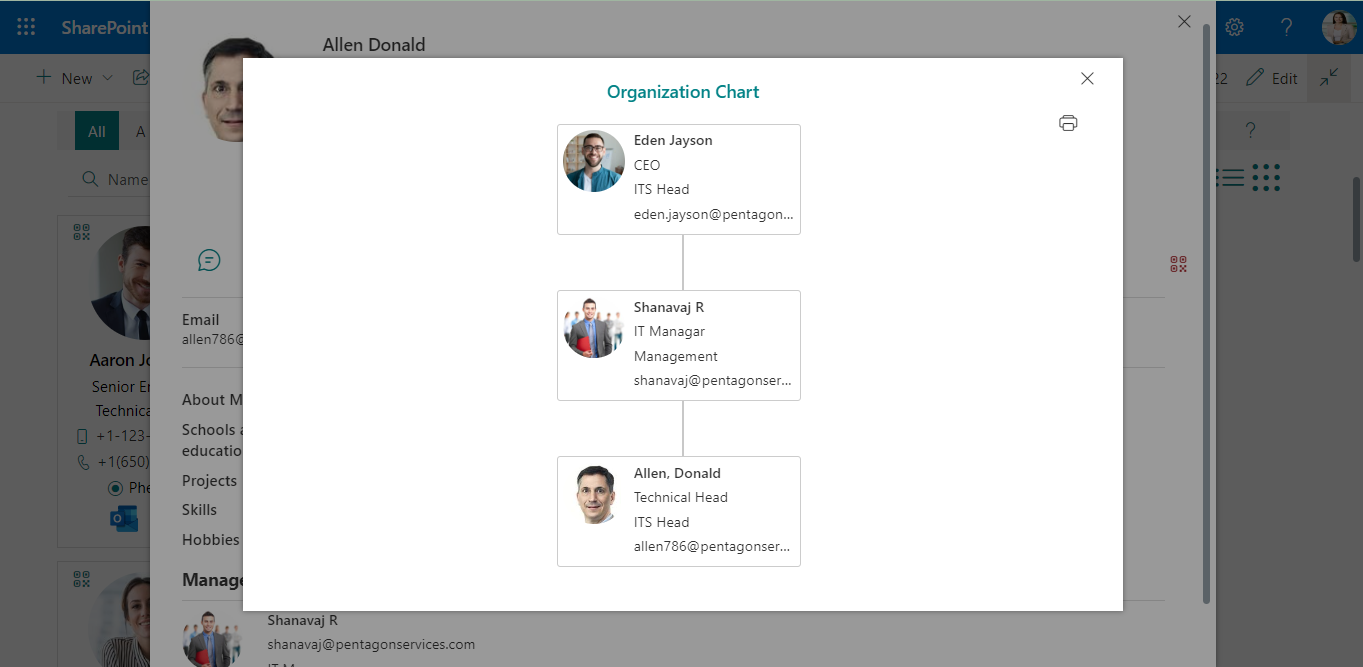 SharePoint
?
New
22
Edit
All
A
?
Name
Aaron Jo
Senior En
Technica
+1-123-
+1(650)
Phe
Allen Donald
Email
allen786@
About M
Schools a
educatio
Projects
Skills
Hobbies
Manage
Shanavaj R
shanavaj@pentagonservices.com
Organization Chart
Eden Jayson
CEO
ITS Head
eden.jayson@pentagon...
Shanavaj R
IT Managar
Management
shanavaj@pentagonser...
Allen, Donald
Technical Head
ITS Head
allen786@pentagonser...